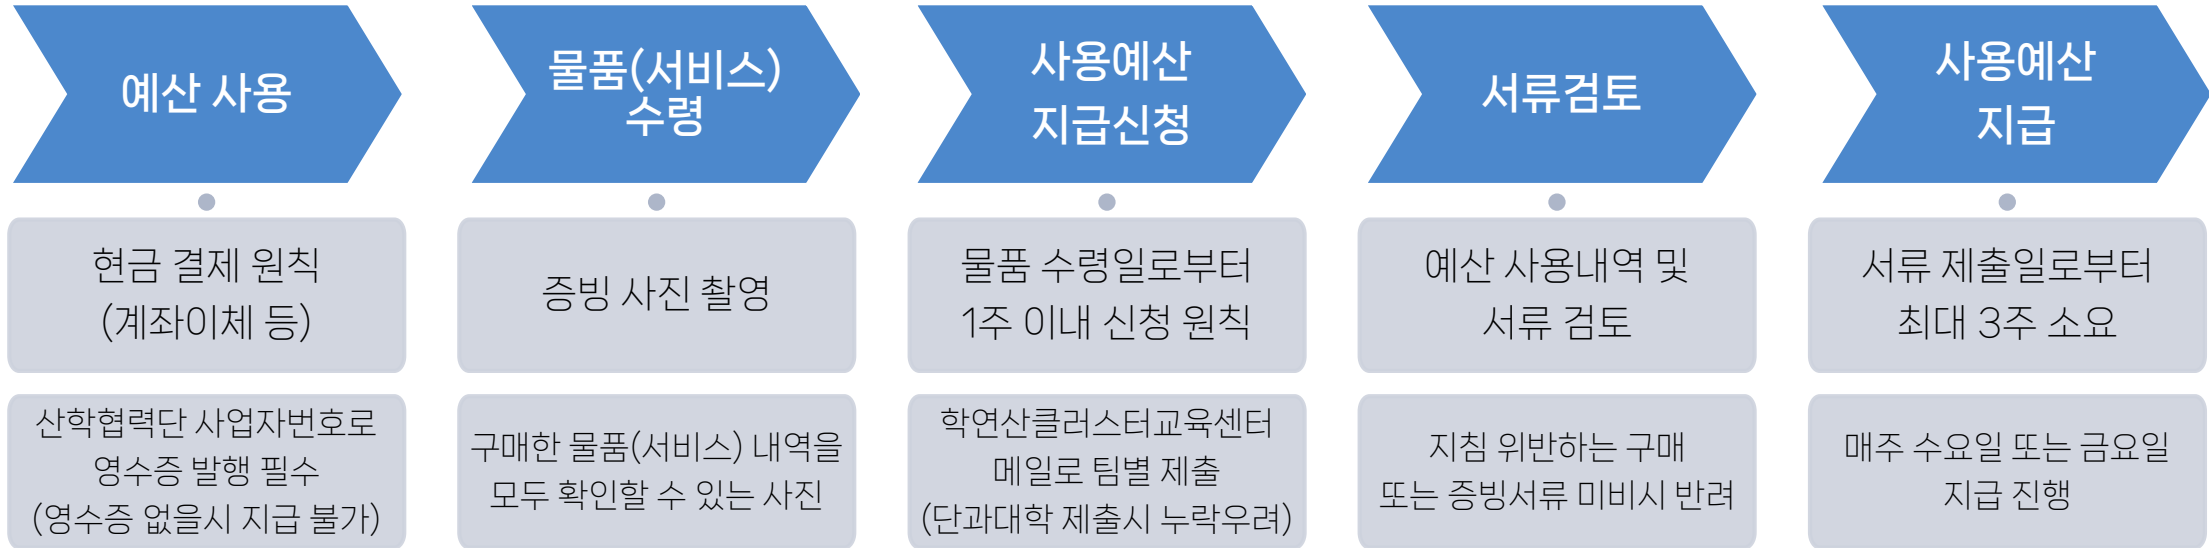 예산 사용
물품(서비스)
수령
사용예산
지급신청
서류검토
사용예산
지급
현금 결제 원칙
(계좌이체 등)
증빙 사진 촬영
물품 수령일로부터
1주 이내 신청 원칙
예산 사용내역 및
서류 검토
서류 제출일로부터
최대 3주 소요
산학협력단 사업자번호로
영수증 발행 필수
(영수증 없을시 지급 불가)
구매한 물품(서비스) 내역을
모두 확인할 수 있는 사진
학연산클러스터교육센터
메일로 팀별 제출
(단과대학 제출시 누락우려)
지침 위반하는 구매
또는 증빙서류 미비시 반려
매주 수요일 또는 금요일
지급 진행